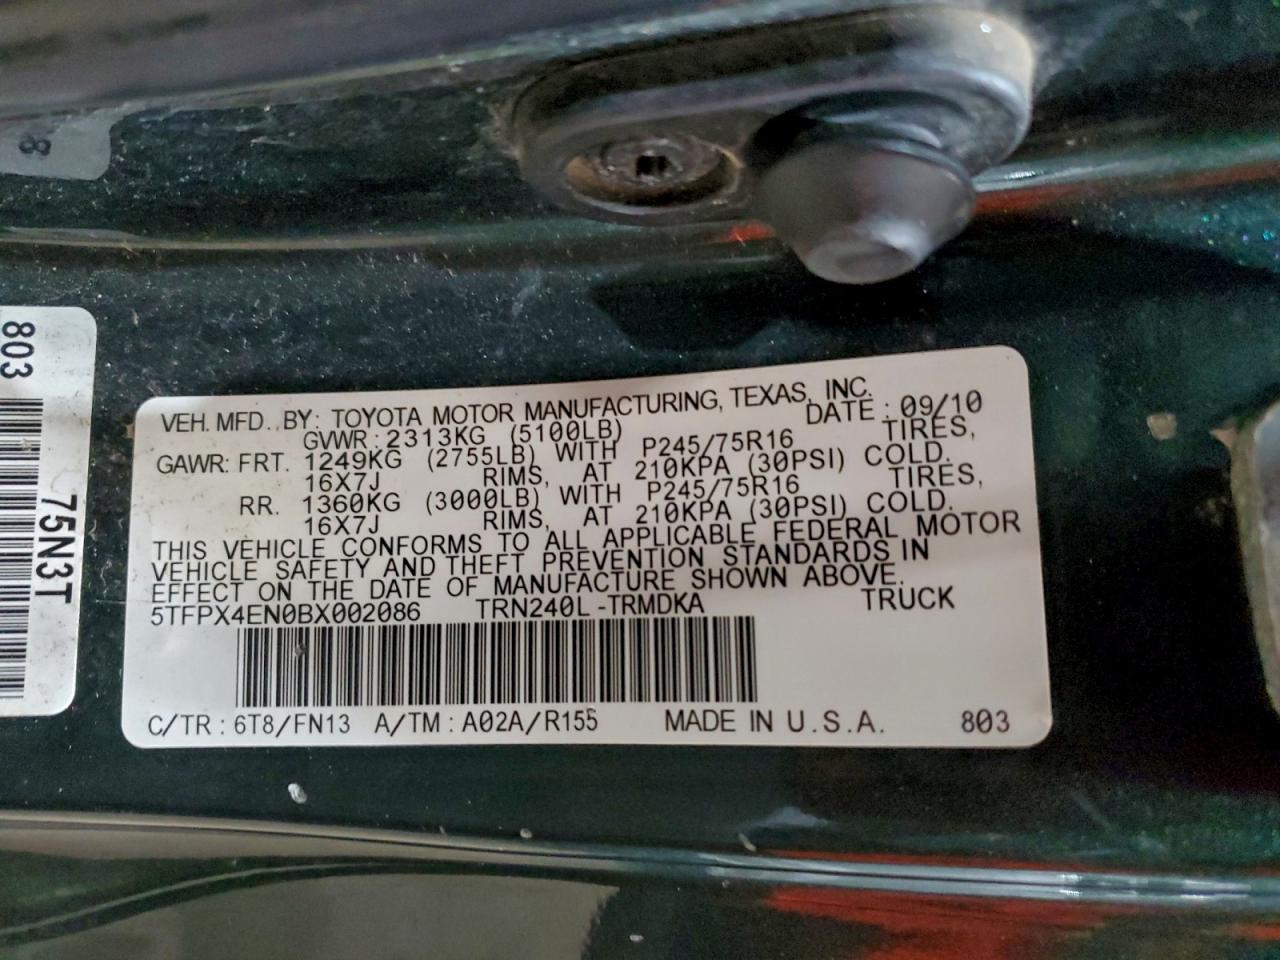 8
803
75N3T
VEH. MFD. BY: TOYOTA MOTOR MANUFACTURING, TEXAS, INC.
DATE: 09/10
GVWR: 2313KG (5100LB)
GAWR: FRT. 1249KG (2755LB) WITH P245/75R16 TIRES,
16X7J RIMS, AT 210KPA (30PSI) COLD.
RR. 1360KG (3000LB) WITH P245/75R16 TIRES,
16X7J RIMS, AT 210KPA (30PSI) COLD.
THIS VEHICLE CONFORMS TO ALL APPLICABLE FEDERAL MOTOR
VEHICLE SAFETY AND THEFT PREVENTION STANDARDS IN
EFFECT ON THE DATE OF MANUFACTURE SHOWN ABOVE.
5TFPX4EN0BX002086 TRN240L-TRMDKA TRUCK
C/TR: 6T8/FN13 A/TM: A02A/R155 MADE IN U.S.A. 803